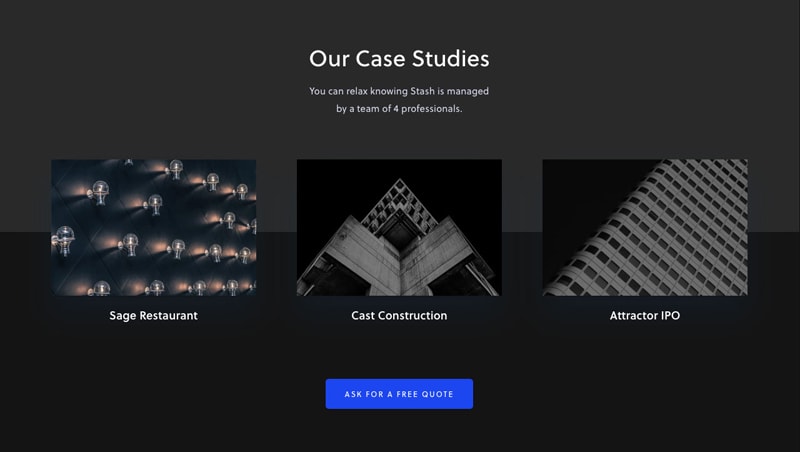 Our Case Studies
You can relax knowing Stash is managed
by a team of 4 professionals.
Sage Restaurant
Cast Construction
Attractor IPO
ASK FOR A FREE QUOTE